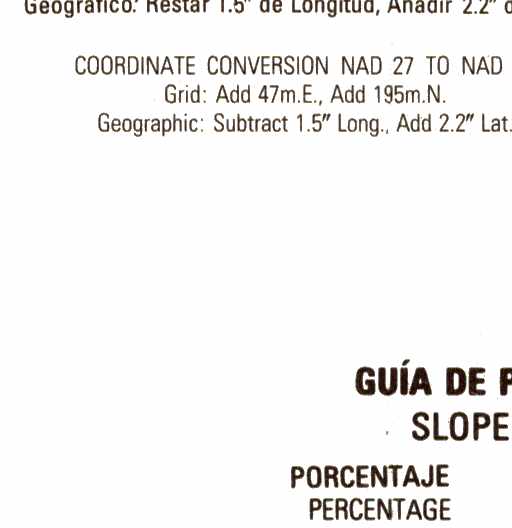 Geográfico: Restar 1.5" de Longitud, Añadir 2.2"
COORDINATE CONVERSION NAD 27 TO NAD
Grid: Add 47m.E., Add 195m.N.
Geographic: Subtract 1.5" Long., Add 2.2" Lat.
GUÍA DE
SLOPE
PORCENTAJE
PERCENTAGE